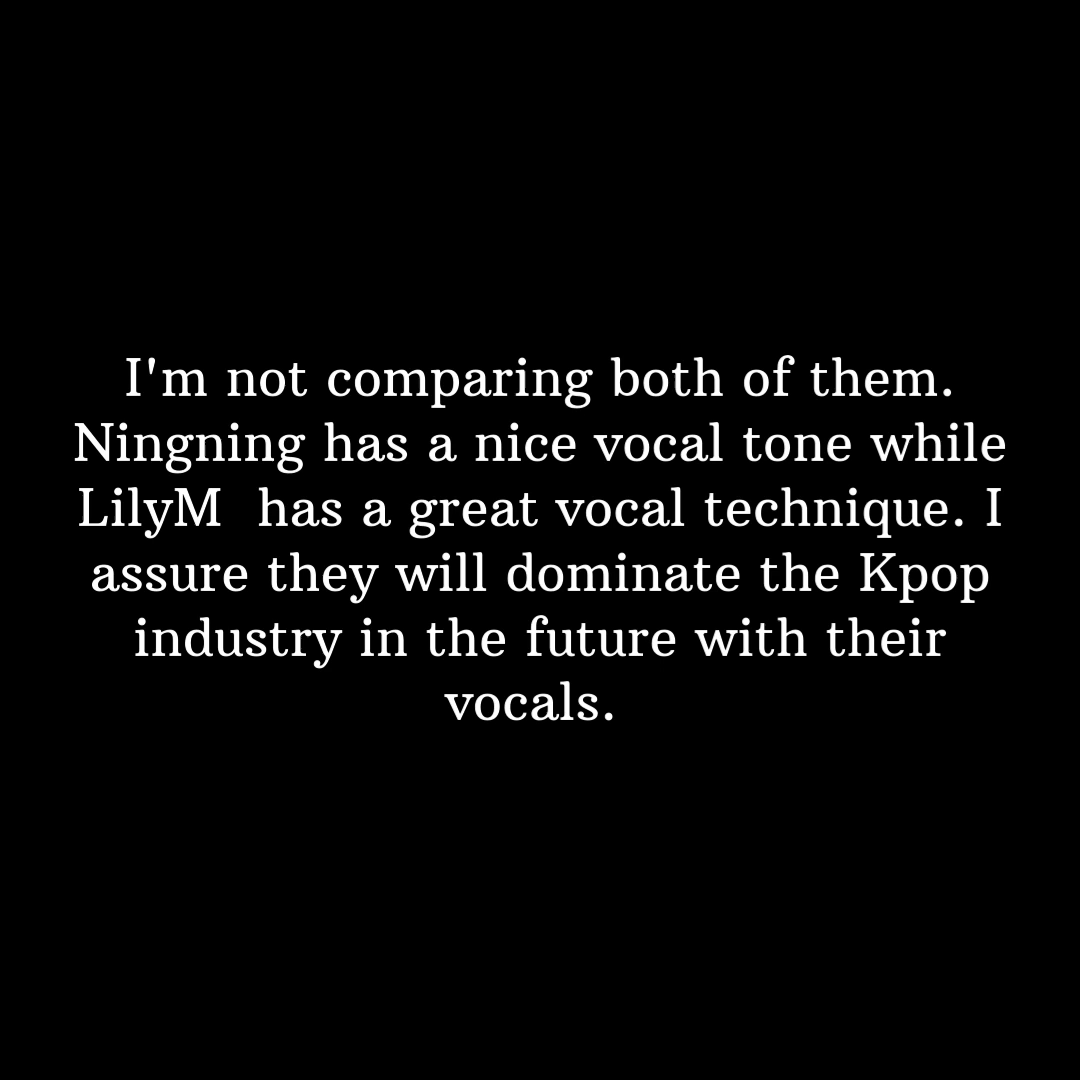 I'm not comparing both of them.
Ningning has a nice vocal tone while
LilyM  has a great vocal technique. I
assure they will dominate the Kpop
industry in the future with their
vocals.